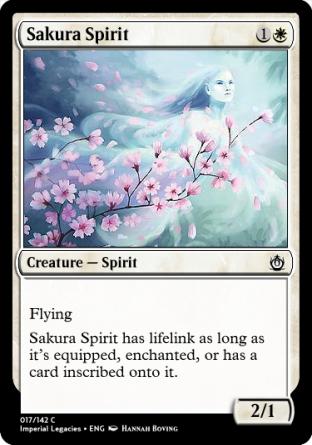 Sakura Spirit 1
Creature — Spirit
Flying
Sakura Spirit has lifelink as long as
it's equipped, enchanted, or has a
card inscribed onto it.
2/1
017/142 C
Imperial Legacies • ENG Hannah Boving